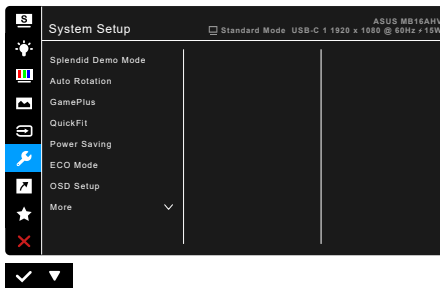 S
System Setup
ASUS MB16AHV
Standard Mode USB-C 1 1920 x 1080 @ 60Hz 15W
Splendid Demo Mode
Auto Rotation
GamePlus
QuickFit
Power Saving
ECO Mode
OSD Setup
More